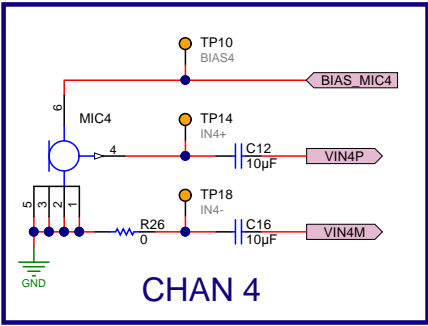 TP10
BIAS4
BIAS_MIC4
6
MIC4
TP14
IN4+
4
C12
10µF
VIN4P
TP18
IN4-
5
3
2
1
R26
0
C16
10µF
VIN4M
GND
CHAN 4